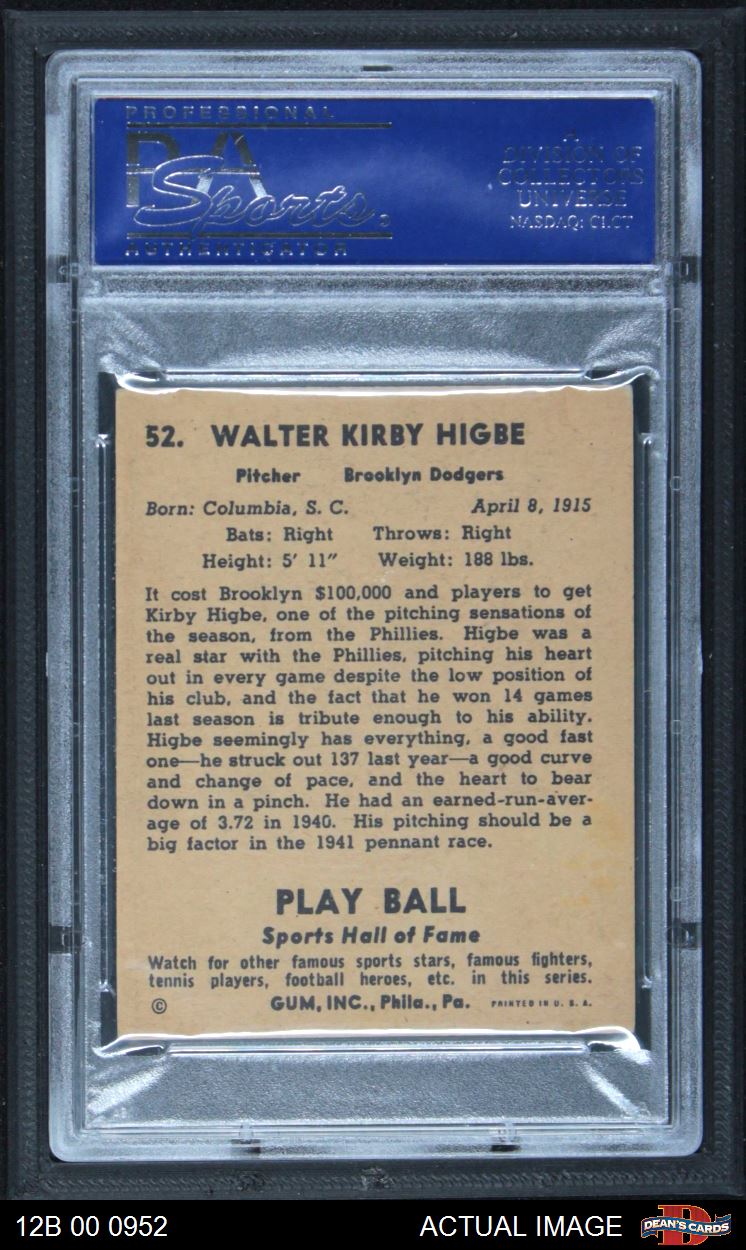 PROFESSIONAL
PSA
Sports
AUTHENTICATOR
A
DIVISION OF
COLLECTORS
UNIVERSE
NASDAQ: CLCT
52. WALTER KIRBY HIGBE
Pitcher Brooklyn Dodgers
Born: Columbia, S. C. April 8, 1915
Bats: Right Throws: Right
Height: 5' 11" Weight: 188 lbs.
It cost Brooklyn $100,000 and players to get
Kirby Higbe, one of the pitching sensations of
the season, from the Phillies. Higbe was a
real star with the Phillies, pitching his heart
out in every game despite the low position of
his club, and the fact that he won 14 games
last season is tribute enough to his ability.
Higbe seemingly has everything, a good fast
one—he struck out 137 last year—a good curve
and change of pace, and the heart to bear
down in a pinch. He had an earned-run-aver-
age of 3.72 in 1940. His pitching should be a
big factor in the 1941 pennant race.
PLAY BALL
Sports Hall of Fame
Watch for other famous sports stars, famous fighters,
tennis players, football heroes, etc. in this series.
© GUM, INC., Phila., Pa. PRINTED IN U. S. A.
12B 00 0952 ACTUAL IMAGE D DEAN'S CARDS